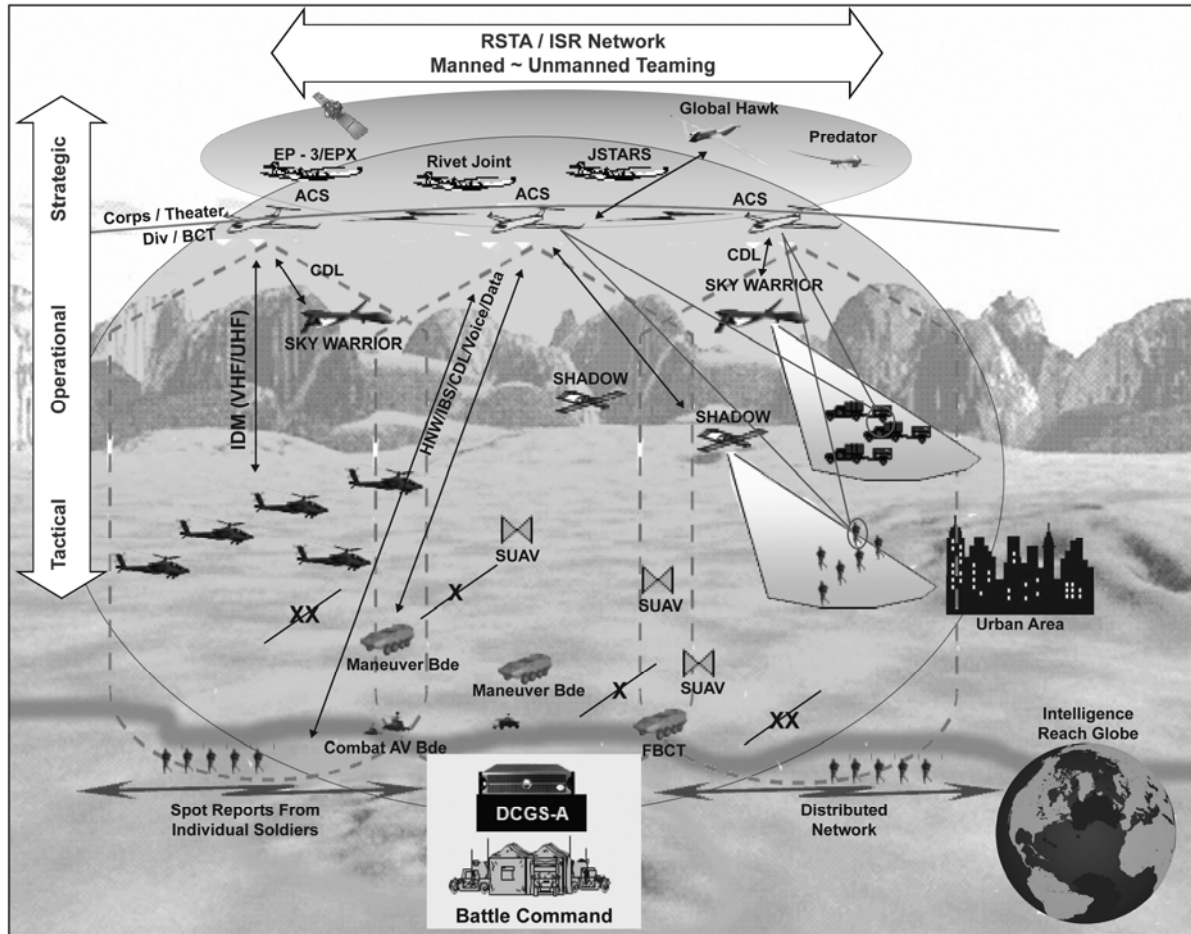 RSTA / ISR Network
Manned ~ Unmanned Teaming
Strategic
Operational
Tactical
Global Hawk
Predator
EP - 3/EPX
Rivet Joint
JSTARS
ACS
ACS
ACS
Corps / Theater
Div / BCT
CDL
CDL
SKY WARRIOR
SKY WARRIOR
IDM (VHF/UHF)
HNW/IBS/CDL/Voice/Data
SHADOW
SHADOW
SUAV
SUAV
SUAV
XX
X
X
XX
Urban Area
Maneuver Bde
Maneuver Bde
Combat AV Bde
FBCT
Intelligence
Reach Globe
Spot Reports From
Individual Soldiers
DCGS-A
Battle Command
Distributed
Network